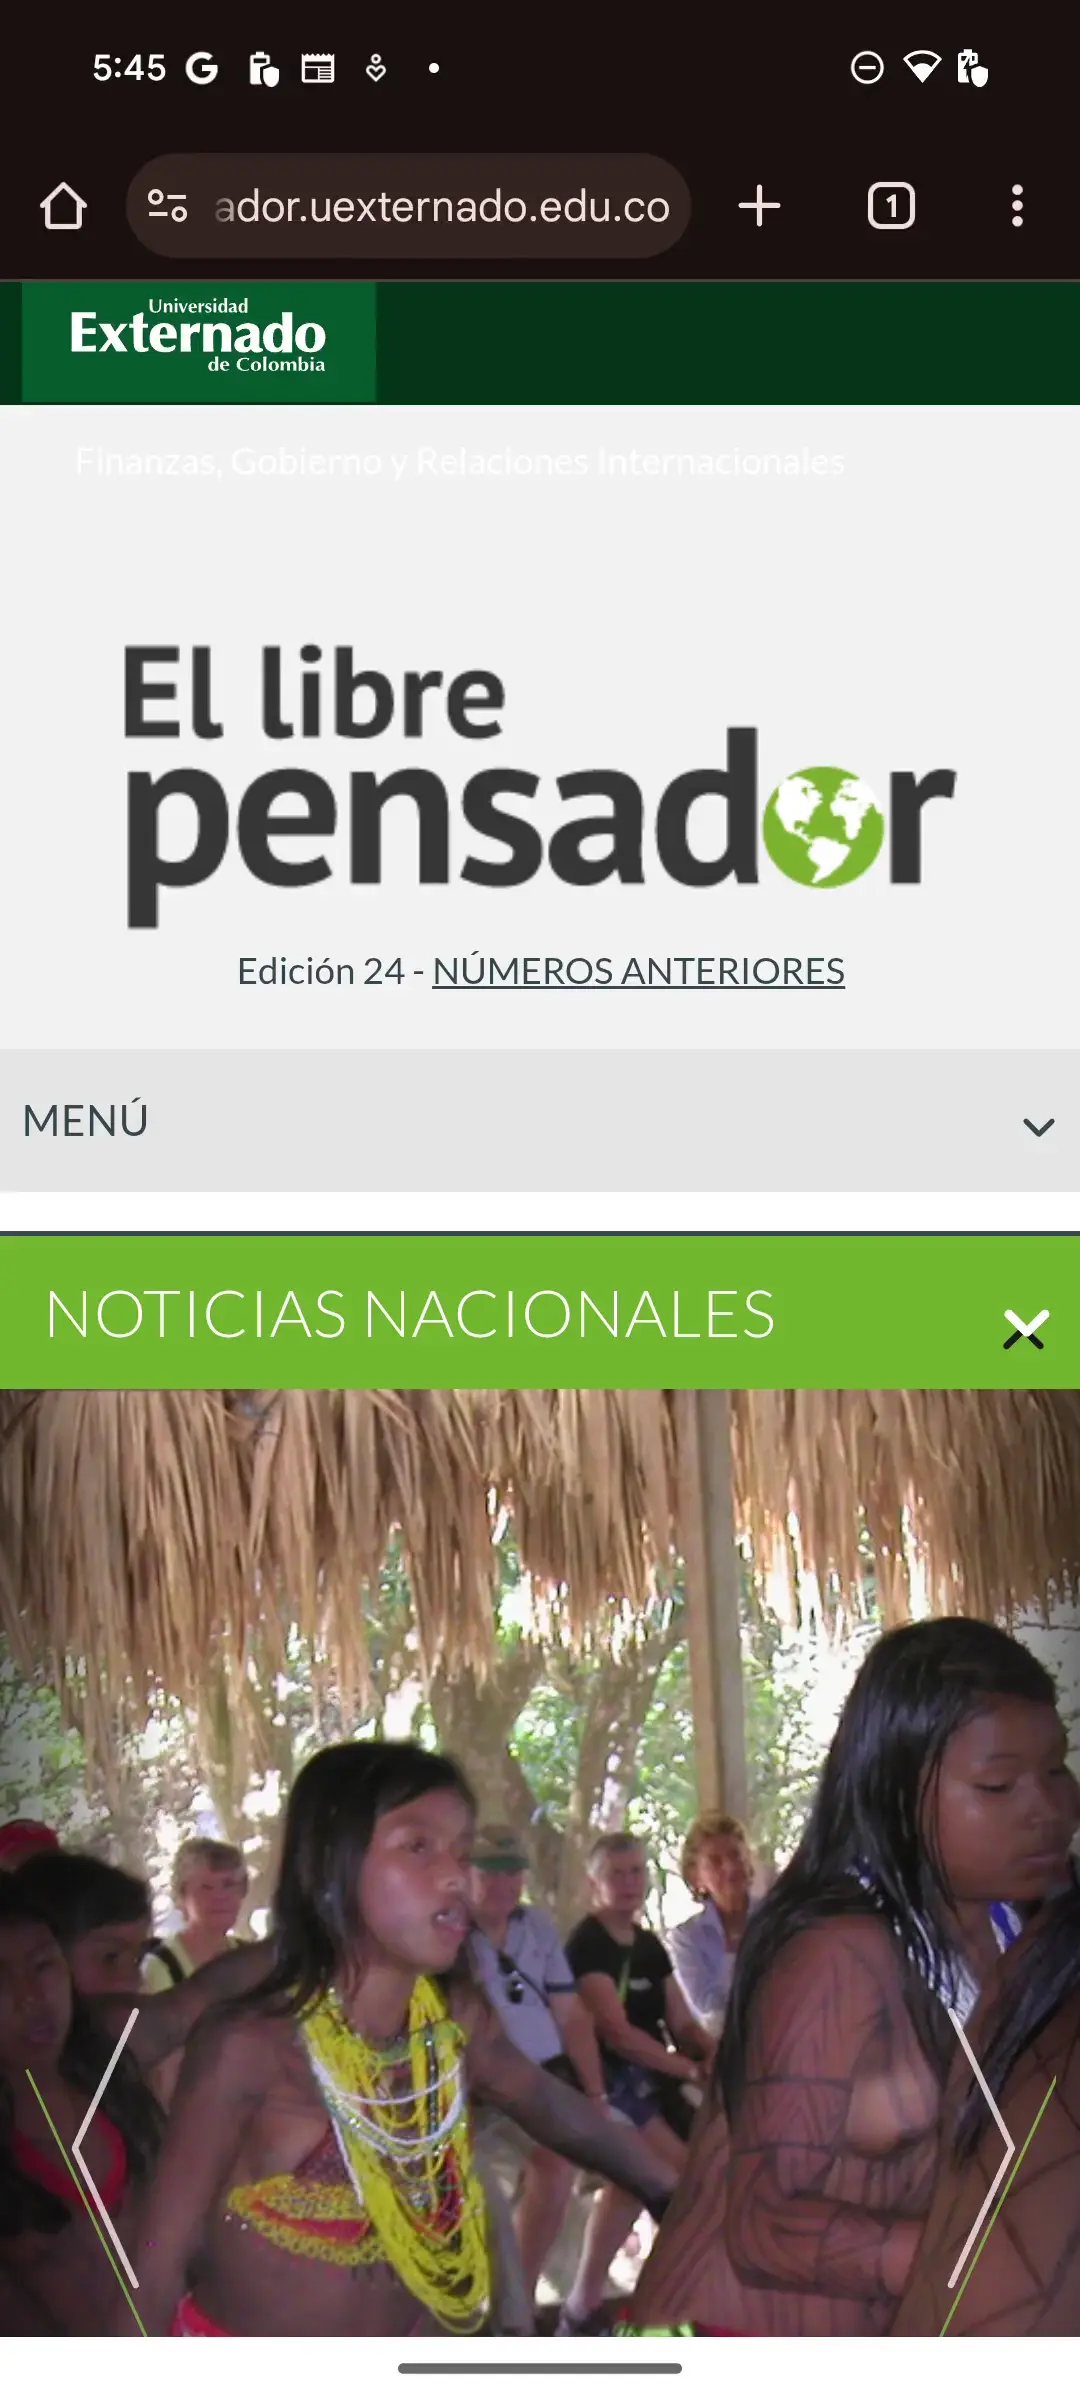 5:45
ador.uexternado.edu.co
1
Universidad
Externado
de Colombia
Finanzas, Gobierno y Relaciones Internacionales
El libre
pensador
Edición 24 - NÚMEROS ANTERIORES
MENÚ
NOTICIAS NACIONALES